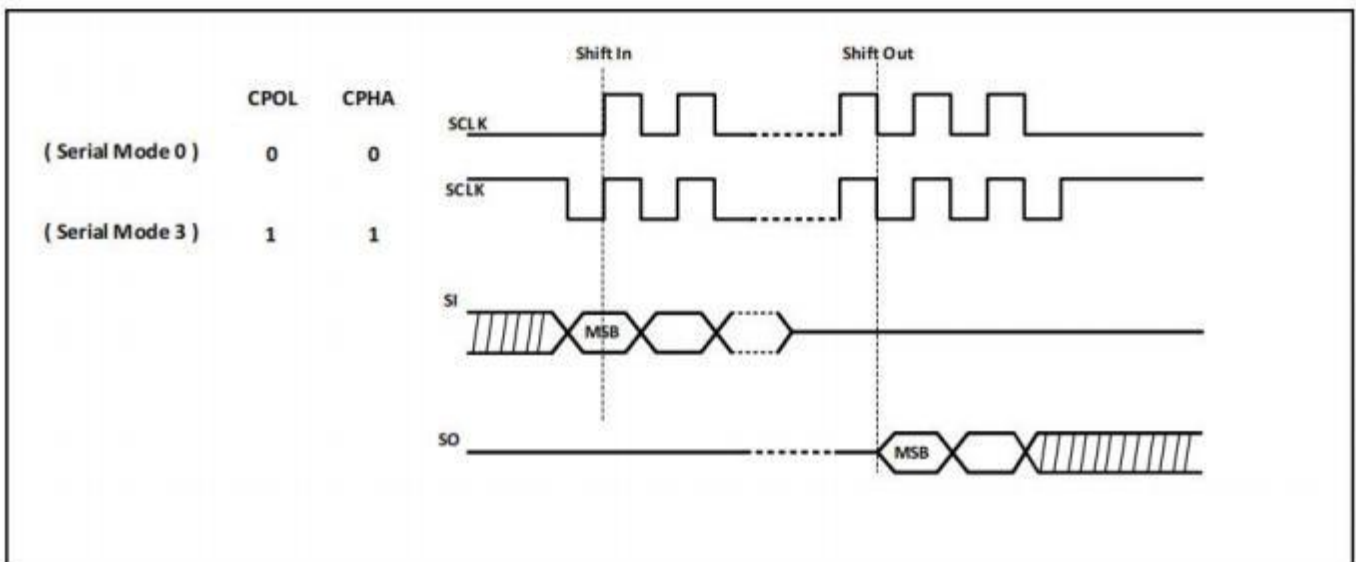 Shift In Shift Out
CPOL CPHA
SCLK
( Serial Mode 0 ) 0 0
SCLK
( Serial Mode 3 ) 1 1
SI
MSB
SO
MSB